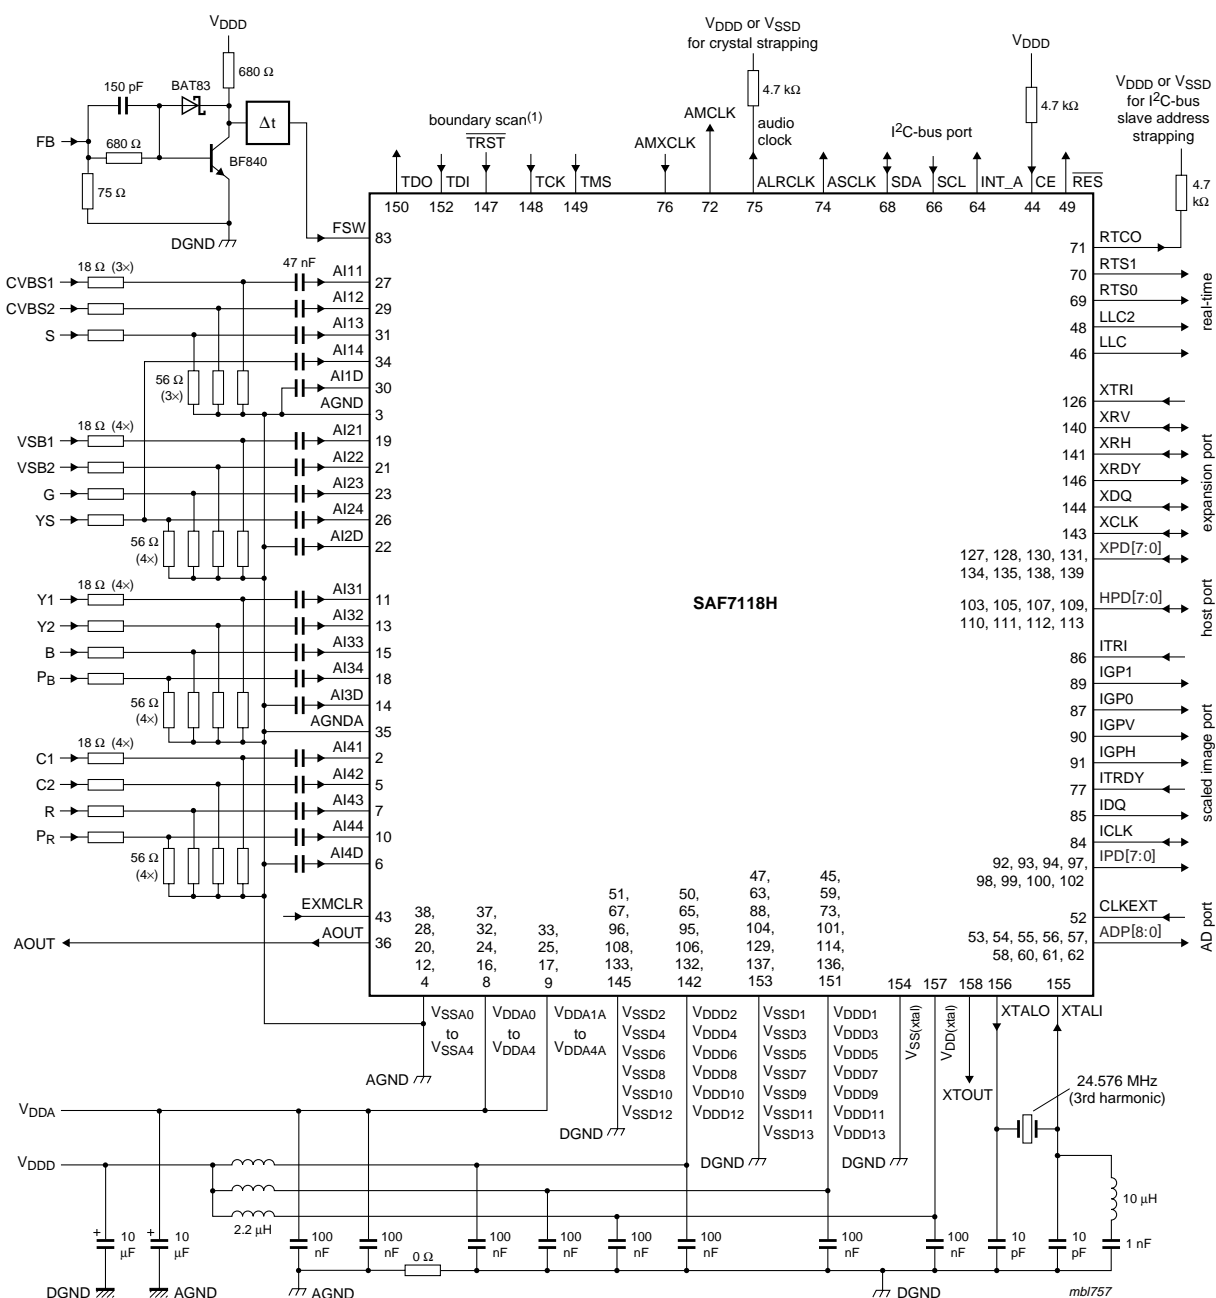 VDDD
680 Ω
150 pF
BAT83
Δt
FB
680 Ω
BF840
75 Ω
DGND
VDDD or VSSD
for crystal strapping
4.7 kΩ
AMCLK
audio
clock
boundary scan(1)
TRST
AMXCLK
I2C-bus port
VDDD
4.7 kΩ
VDDD or VSSD
for I2C-bus
slave address
strapping
4.7
kΩ
TDO TDI TCK TMS ALRCLK ASCLK SDA SCL INT_A CE RES
150 152 147 148 149 76 72 75 74 68 66 64 44 49
FSW
83
18 Ω (3×)
47 nF
CVBS1 AI11 27
CVBS2 AI12 29
S AI13 31
AI14 34
56 Ω
(3×)
AI1D 30
AGND 3
18 Ω (4×)
VSB1 AI21 19
VSB2 AI22 21
G AI23 23
YS AI24 26
56 Ω
(4×)
AI2D 22
18 Ω (4×)
Y1 AI31 11
Y2 AI32 13
B AI33 15
PB AI34 18
56 Ω
(4×)
AI3D 14
AGNDA 35
18 Ω (4×)
C1 AI41 2
C2 AI42 5
R AI43 7
PR AI44 10
56 Ω
(4×)
AI4D 6
EXMCLR 43
AOUT AOUT 36
SAF7118H
71 RTCO
70 RTS1
69 RTS0
48 LLC2
46 LLC
real-time
126 XTRI
140 XRV
141 XRH
146 XRDY
144 XDQ
143 XCLK
127, 128, 130, 131, XPD[7:0]
134, 135, 138, 139
expansion port
103, 105, 107, 109, HPD[7:0]
110, 111, 112, 113
host port
86 ITRI
89 IGP1
87 IGP0
90 IGPV
91 IGPH
77 ITRDY
85 IDQ
84 ICLK
92, 93, 94, 97, IPD[7:0]
98, 99, 100, 102
scaled image port
52 CLKEXT
53, 54, 55, 56, 57, ADP[8:0]
58, 60, 61, 62
AD port
38,
28,
20,
12,
4
37,
32,
24,
16,
8
33,
25,
17,
9
51,
67,
96,
108,
133,
145
50,
65,
95,
106,
132,
142
47,
63,
88,
104,
129,
137,
153
45,
59,
73,
101,
114,
136,
151
154 157 158 156 155
VSSA0
to
VSSA4
VDDA0
to
VDDA4
VDDA1A
to
VDDA4A
VSSD2
VSSD4
VSSD6
VSSD8
VSSD10
VSSD12
VDDD2
VDDD4
VDDD6
VDDD8
VDDD10
VDDD12
VSSD1
VSSD3
VSSD5
VSSD7
VSSD9
VSSD11
VSSD13
VDDD1
VDDD3
VDDD5
VDDD7
VDDD9
VDDD11
VDDD13
VSS(xtal)
VDD(xtal)
XTALO XTALI
XTOUT
24.576 MHz
(3rd harmonic)
AGND
DGND
DGND
DGND
VDDA
VDDD
2.2 μH
10 μH
+ 10
μF
+ 10
μF
100
nF
100
nF
0 Ω
100
nF
100
nF
100
nF
100
nF
100
nF
100
nF
10
pF
10
pF
1 nF
DGND
AGND
AGND
DGND
mbl757